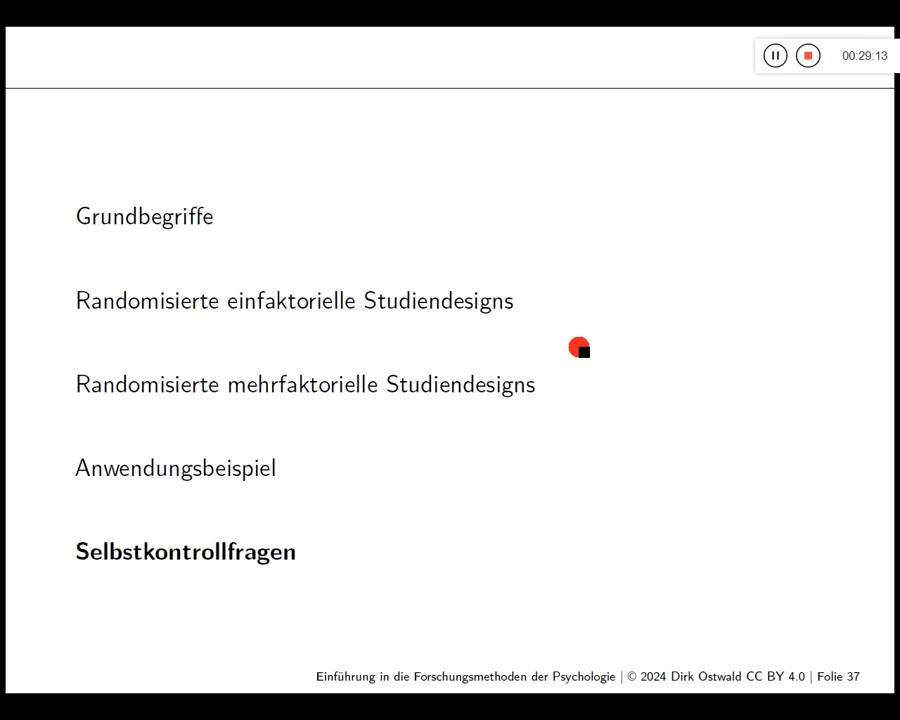 00:29:13
Grundbegriffe
Randomisierte einfaktorielle Studiendesigns
Randomisierte mehrfaktorielle Studiendesigns
Anwendungsbeispiel
Selbstkontrollfragen
Einführung in die Forschungsmethoden der Psychologie | © 2024 Dirk Ostwald CC BY 4.0 | Folie 37